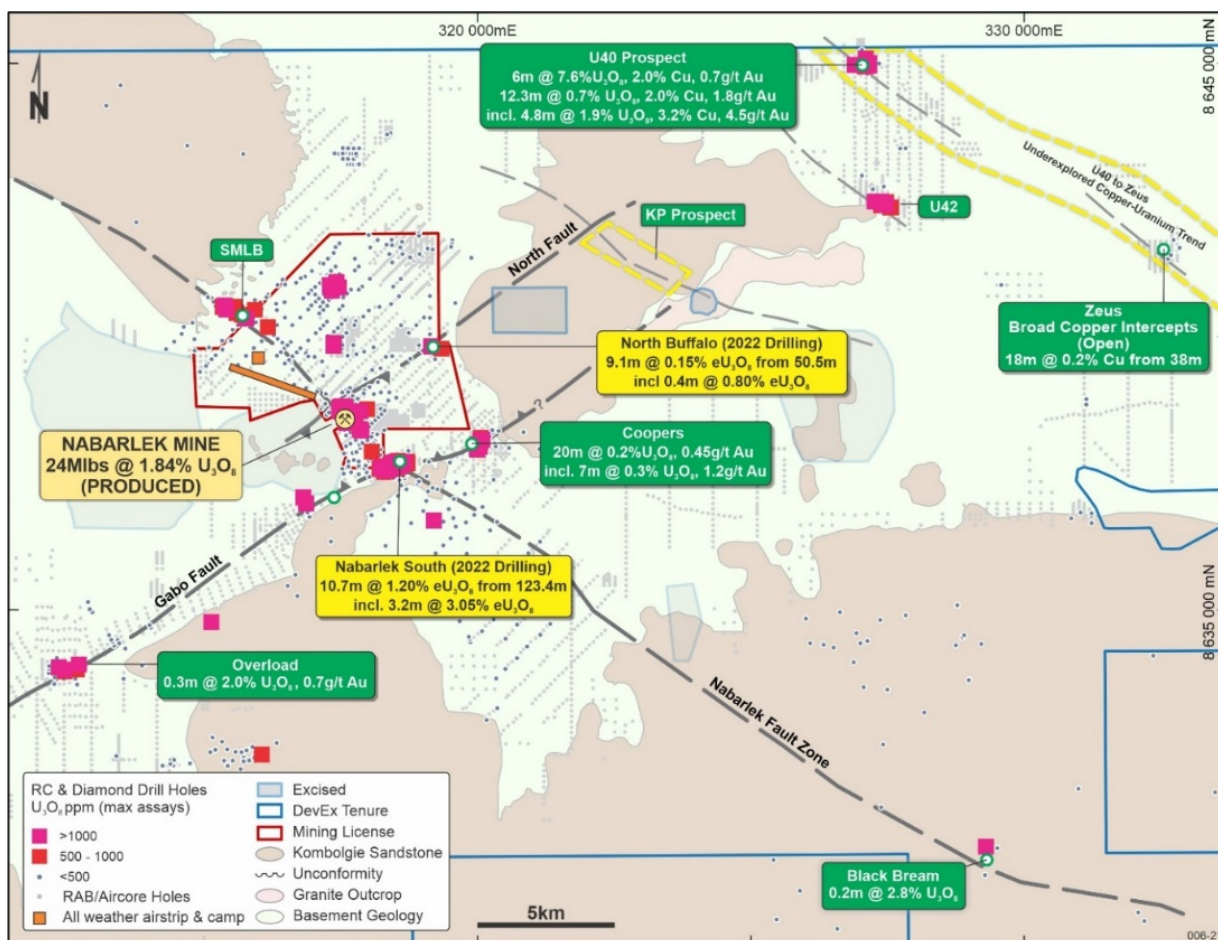 320 000mE
330 000mE
8 645 000 mN
N
U40 Prospect
6m @ 7.6%U₃O₈, 2.0% Cu, 0.7g/t Au
12.3m @ 0.7% U₃O₈, 2.0% Cu, 1.8g/t Au
incl. 4.8m @ 1.9% U₃O₈, 3.2% Cu, 4.5g/t Au
U40 to Zeus
Underexplored Copper-Uranium Trend
U42
KP Prospect
SMLB
North Fault
Zeus
Broad Copper Intercepts
(Open)
18m @ 0.2% Cu from 38m
North Buffalo (2022 Drilling)
9.1m @ 0.15% eU₃O₈ from 50.5m
incl 0.4m @ 0.80% eU₃O₈
?
NABARLEK MINE
24Mlbs @ 1.84% U₃O₈
(PRODUCED)
Coopers
20m @ 0.2%U₃O₈, 0.45g/t Au
incl. 7m @ 0.3% U₃O₈, 1.2g/t Au
Gabo Fault
Nabarlek South (2022 Drilling)
10.7m @ 1.20% eU₃O₈ from 123.4m
incl. 3.2m @ 3.05% eU₃O₈
8 635 000 mN
Overload
0.3m @ 2.0% U₃O₈, 0.7g/t Au
Nabarlek Fault Zone
Black Bream
0.2m @ 2.8% U₃O₈
RC & Diamond Drill Holes
U₃O₈ ppm (max assays)
>1000
500 - 1000
<500
RAB/Aircore Holes
All weather airstrip & camp
Excised
DevEx Tenure
Mining License
Kombolgie Sandstone
Unconformity
Granite Outcrop
Basement Geology
5km
006-2